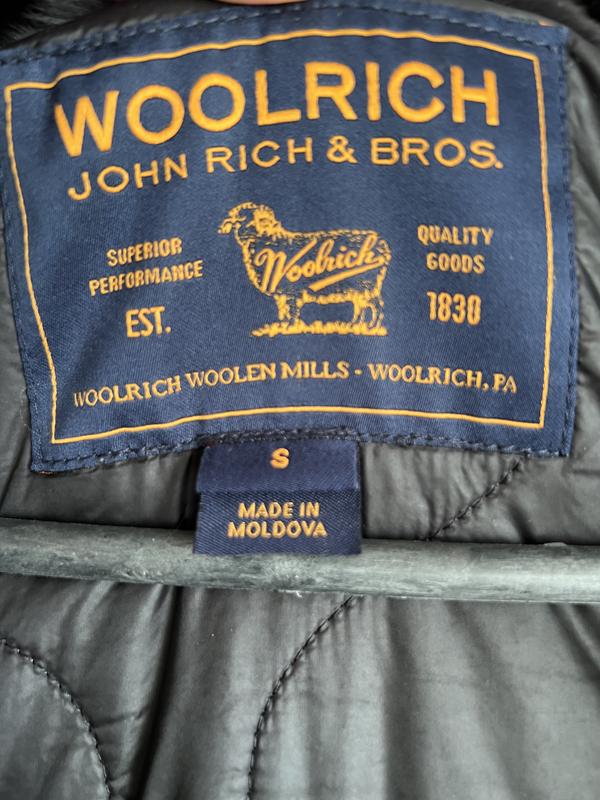 WOOLRICH
JOHN RICH & BROS.
SUPERIOR
PERFORMANCE
EST.
Woolrich
QUALITY
GOODS
1830
WOOLRICH WOOLEN MILLS - WOOLRICH, PA
S
MADE IN
MOLDOVA